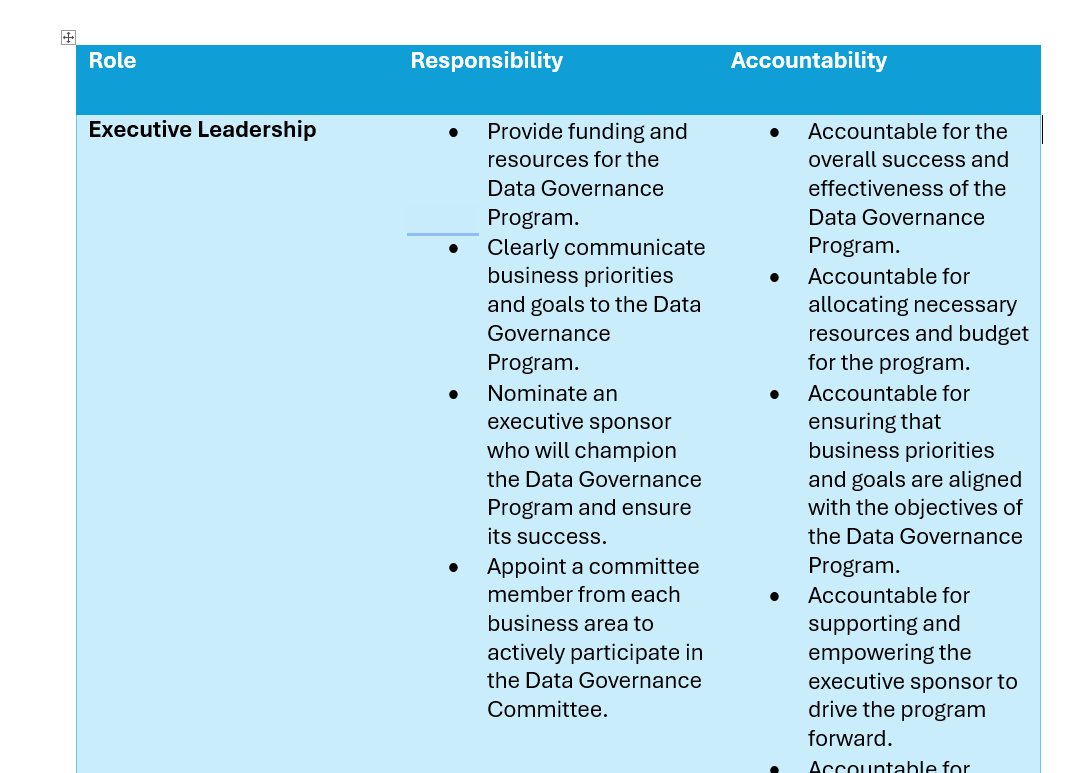 Role Responsibility Accountability
Executive Leadership
● Provide funding and
resources for the
Data Governance
Program.
● Clearly communicate
business priorities
and goals to the Data
Governance
Program.
● Nominate an
executive sponsor
who will champion
the Data Governance
Program and ensure
its success.
● Appoint a committee
member from each
business area to
actively participate in
the Data Governance
Committee.
● Accountable for the
overall success and
effectiveness of the
Data Governance
Program.
● Accountable for
allocating necessary
resources and budget
for the program.
● Accountable for
ensuring that
business priorities
and goals are aligned
with the objectives of
the Data Governance
Program.
● Accountable for
supporting and
empowering the
executive sponsor to
drive the program
forward.
● Accountable for